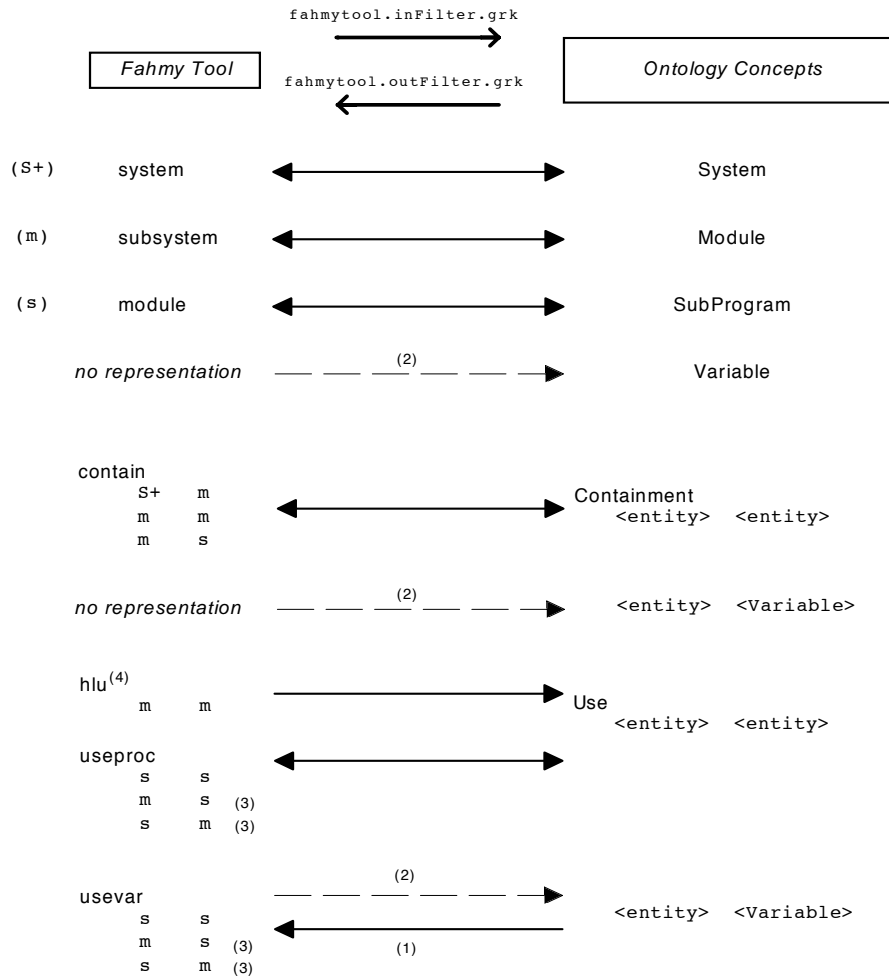 fahmytool.inFilter.grk
Fahmy Tool
Ontology Concepts
fahmytool.outFilter.grk
(S+) system System
(m) subsystem Module
(s) module SubProgram
no representation (2) Variable
contain
S+ m
Containment
m m <entity> <entity>
m s
no representation (2) <entity> <Variable>
hlu(4)
m m
Use
<entity> <entity>
useproc
s s
m s (3)
s m (3)
(2)
usevar
s s <entity> <Variable>
m s (3) (1)
s m (3)